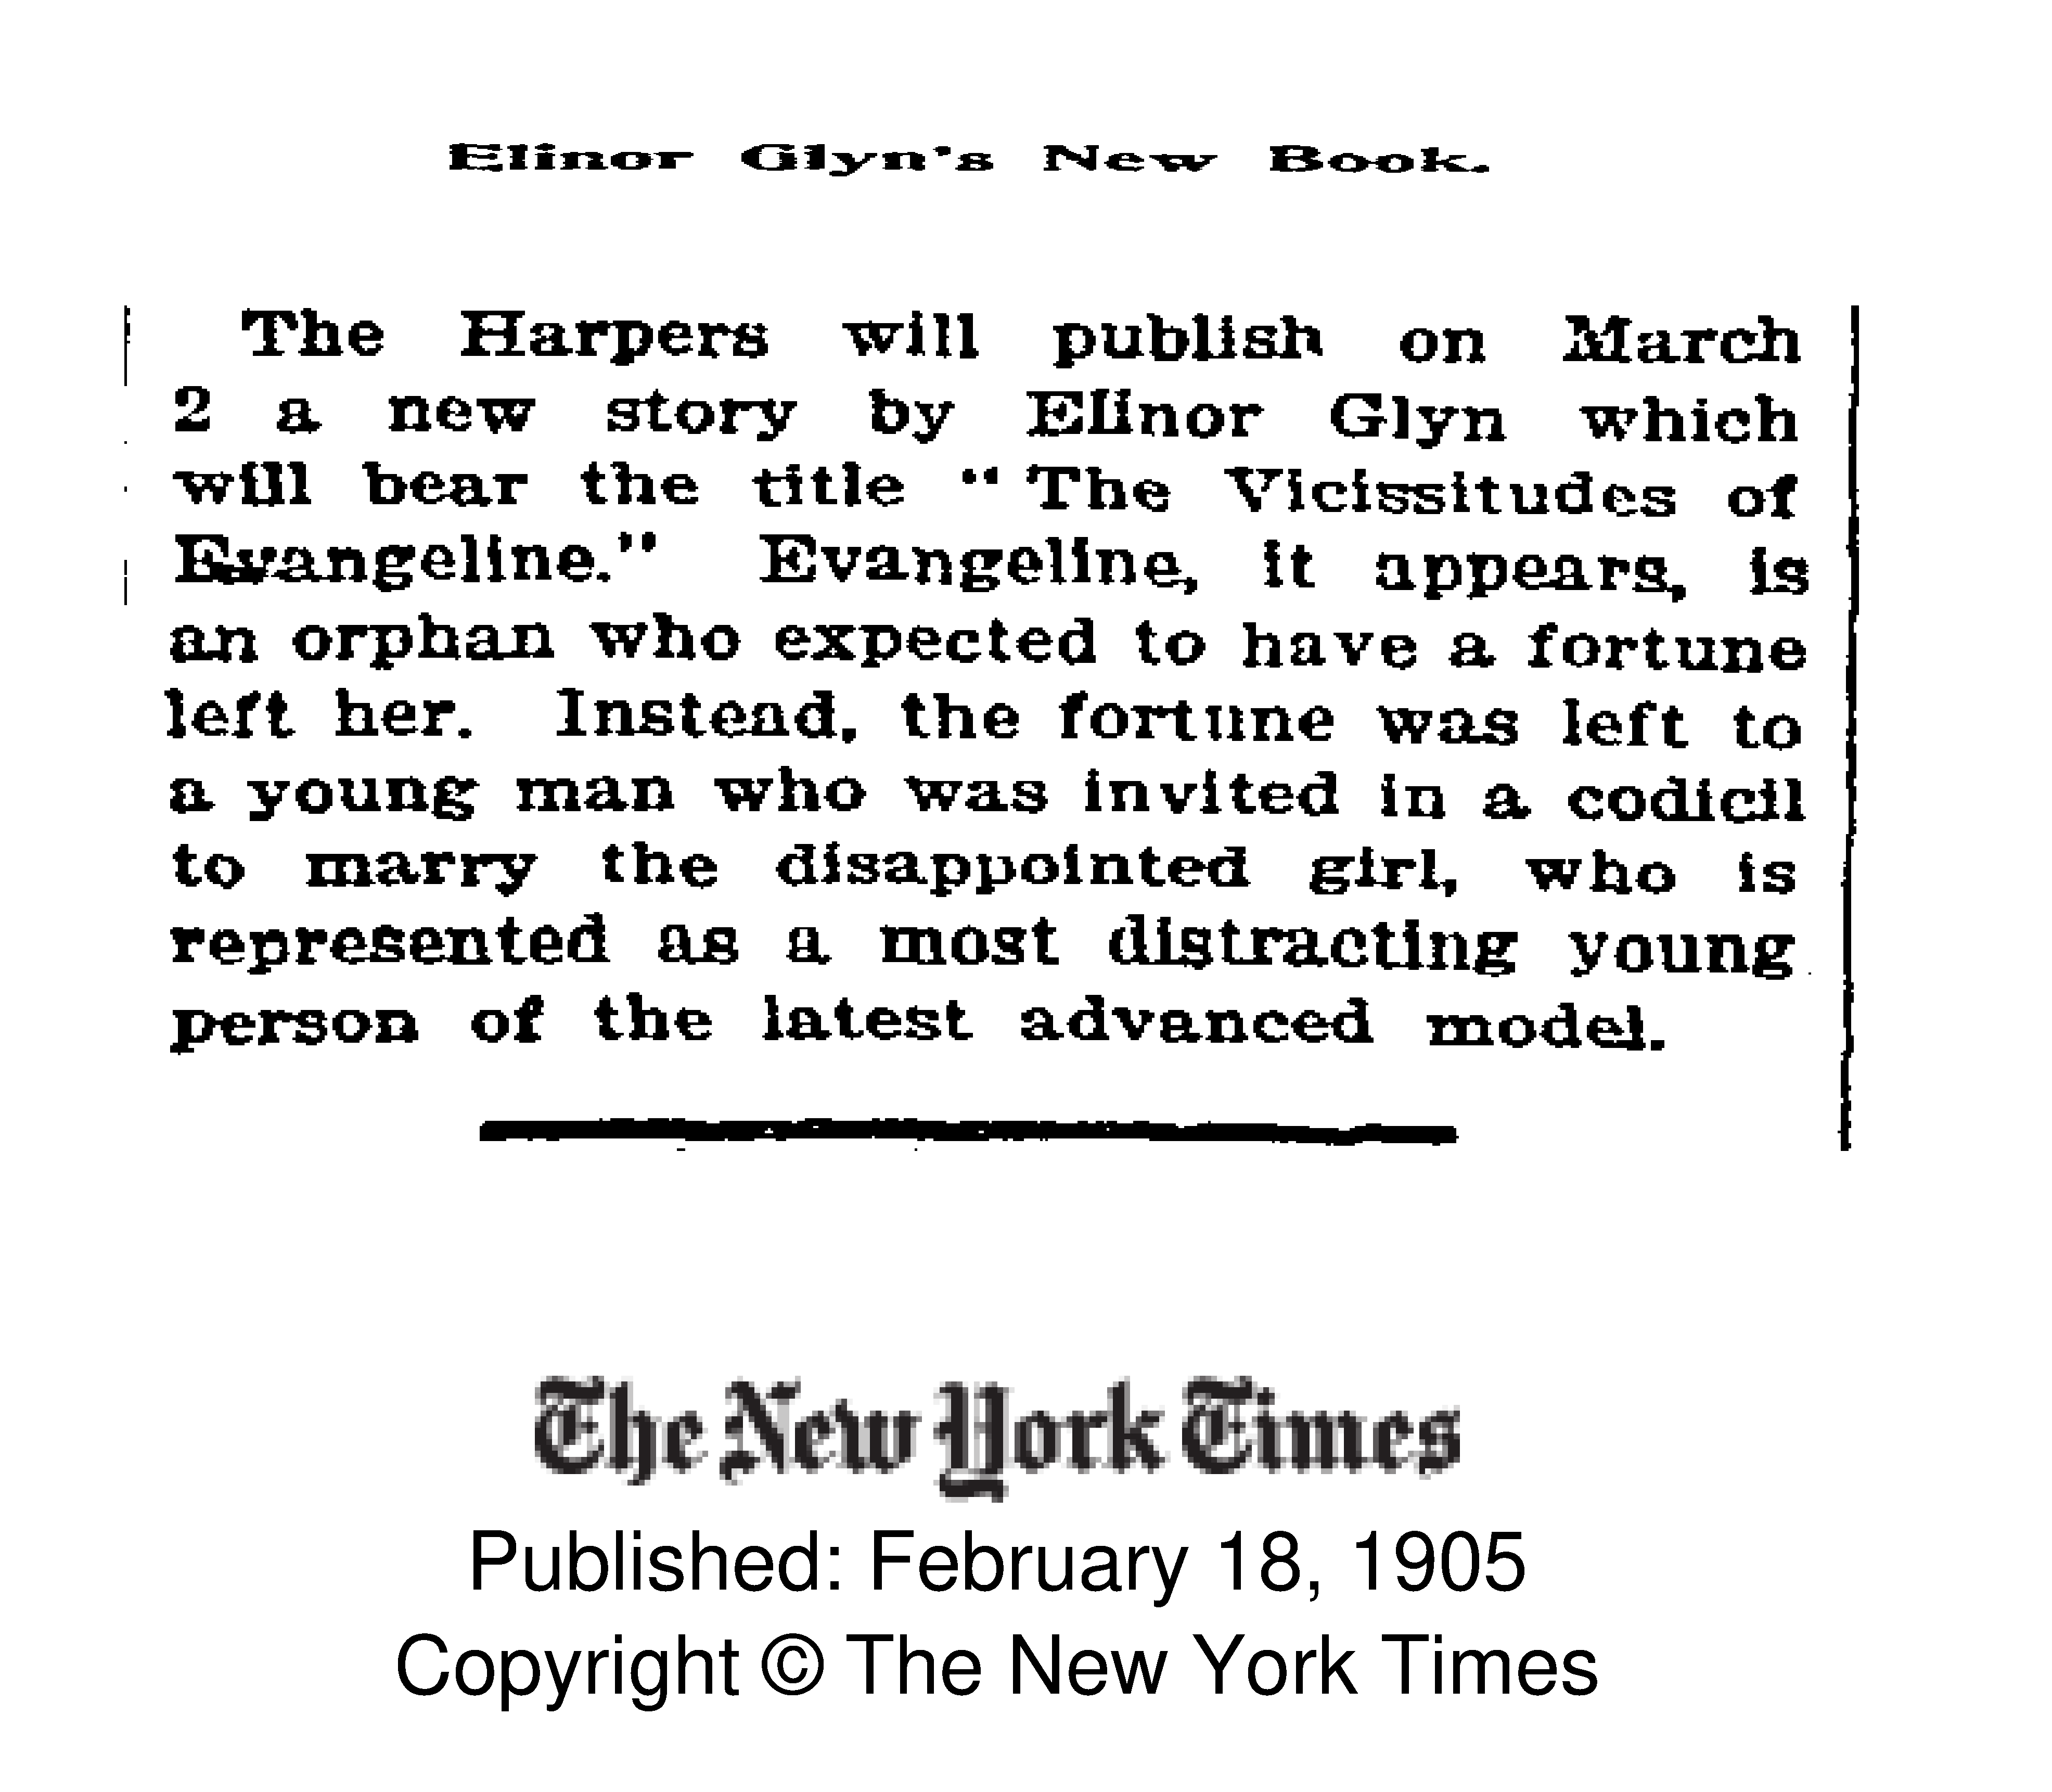 Elinor Glyn's New Book.
The Harpers will publish on March
2 a new story by Elinor Glyn which
will bear the title "The Vicissitudes of
Evangeline." Evangeline, it appears, is
an orphan who expected to have a fortune
left her. Instead, the fortune was left to
a young man who was invited in a codicil
to marry the disappointed girl, who is
represented as a most distracting young
person of the latest advanced model.
The New York Times
Published: February 18, 1905
Copyright © The New York Times